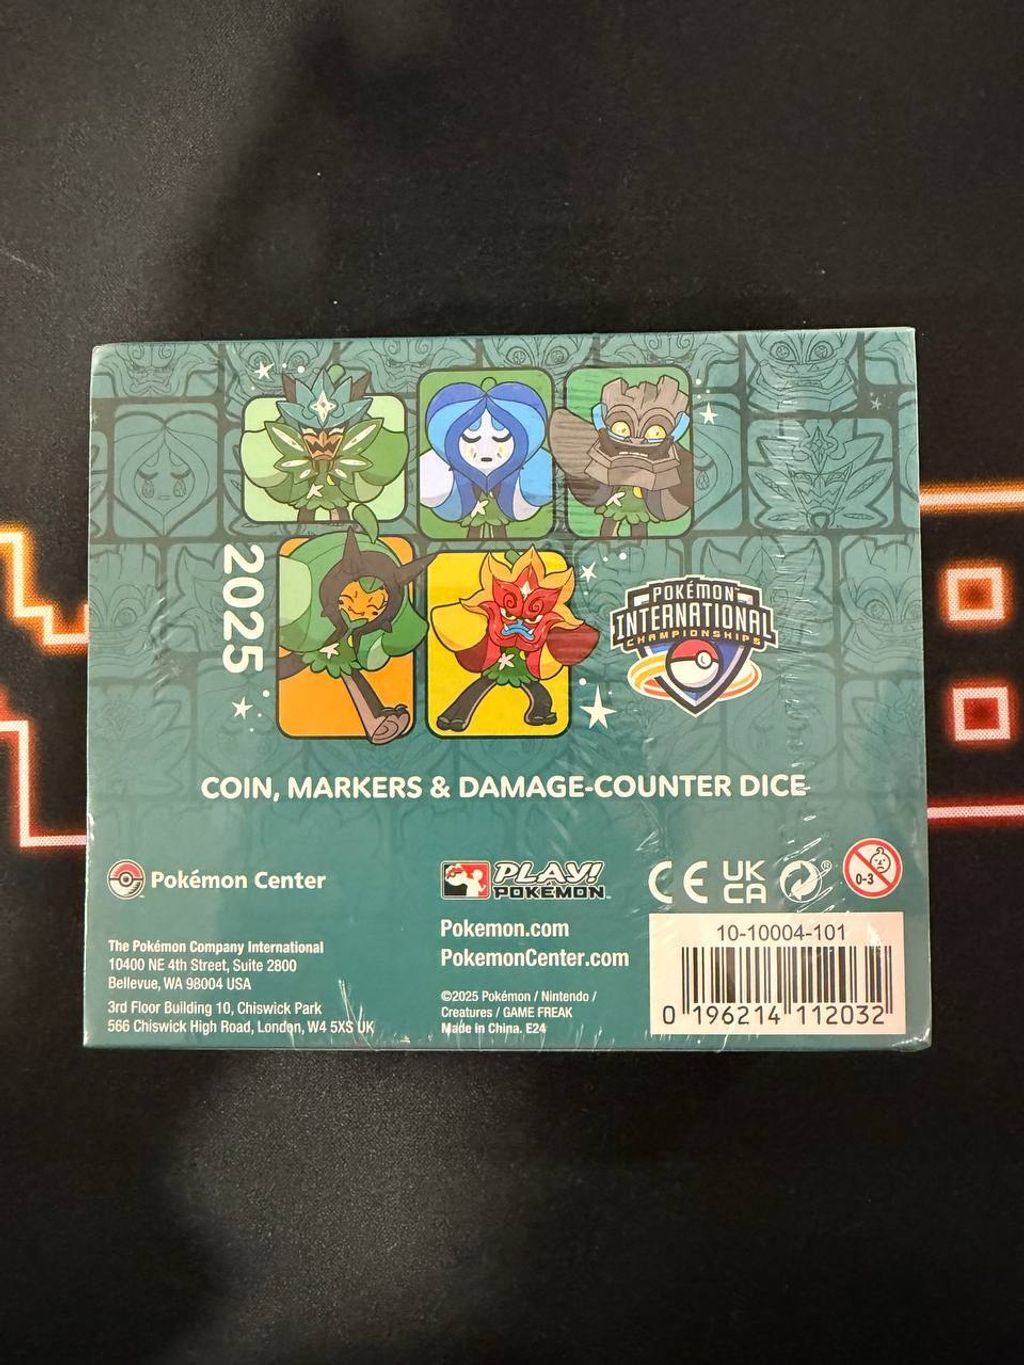 2025
POKÉMON
INTERNATIONAL
CHAMPIONSHIPS
COIN, MARKERS & DAMAGE-COUNTER DICE
Pokémon Center
PLAY!
POKÉMON
CE
UK
CA
0-3
The Pokémon Company International
10400 NE 4th Street, Suite 2800
Bellevue, WA 98004 USA
3rd Floor Building 10, Chiswick Park
566 Chiswick High Road, London, W4 5XS UK
Pokemon.com
PokemonCenter.com
©2025 Pokémon / Nintendo /
Creatures / GAME FREAK
Made in China. E24
10-10004-101
0 196214 112032